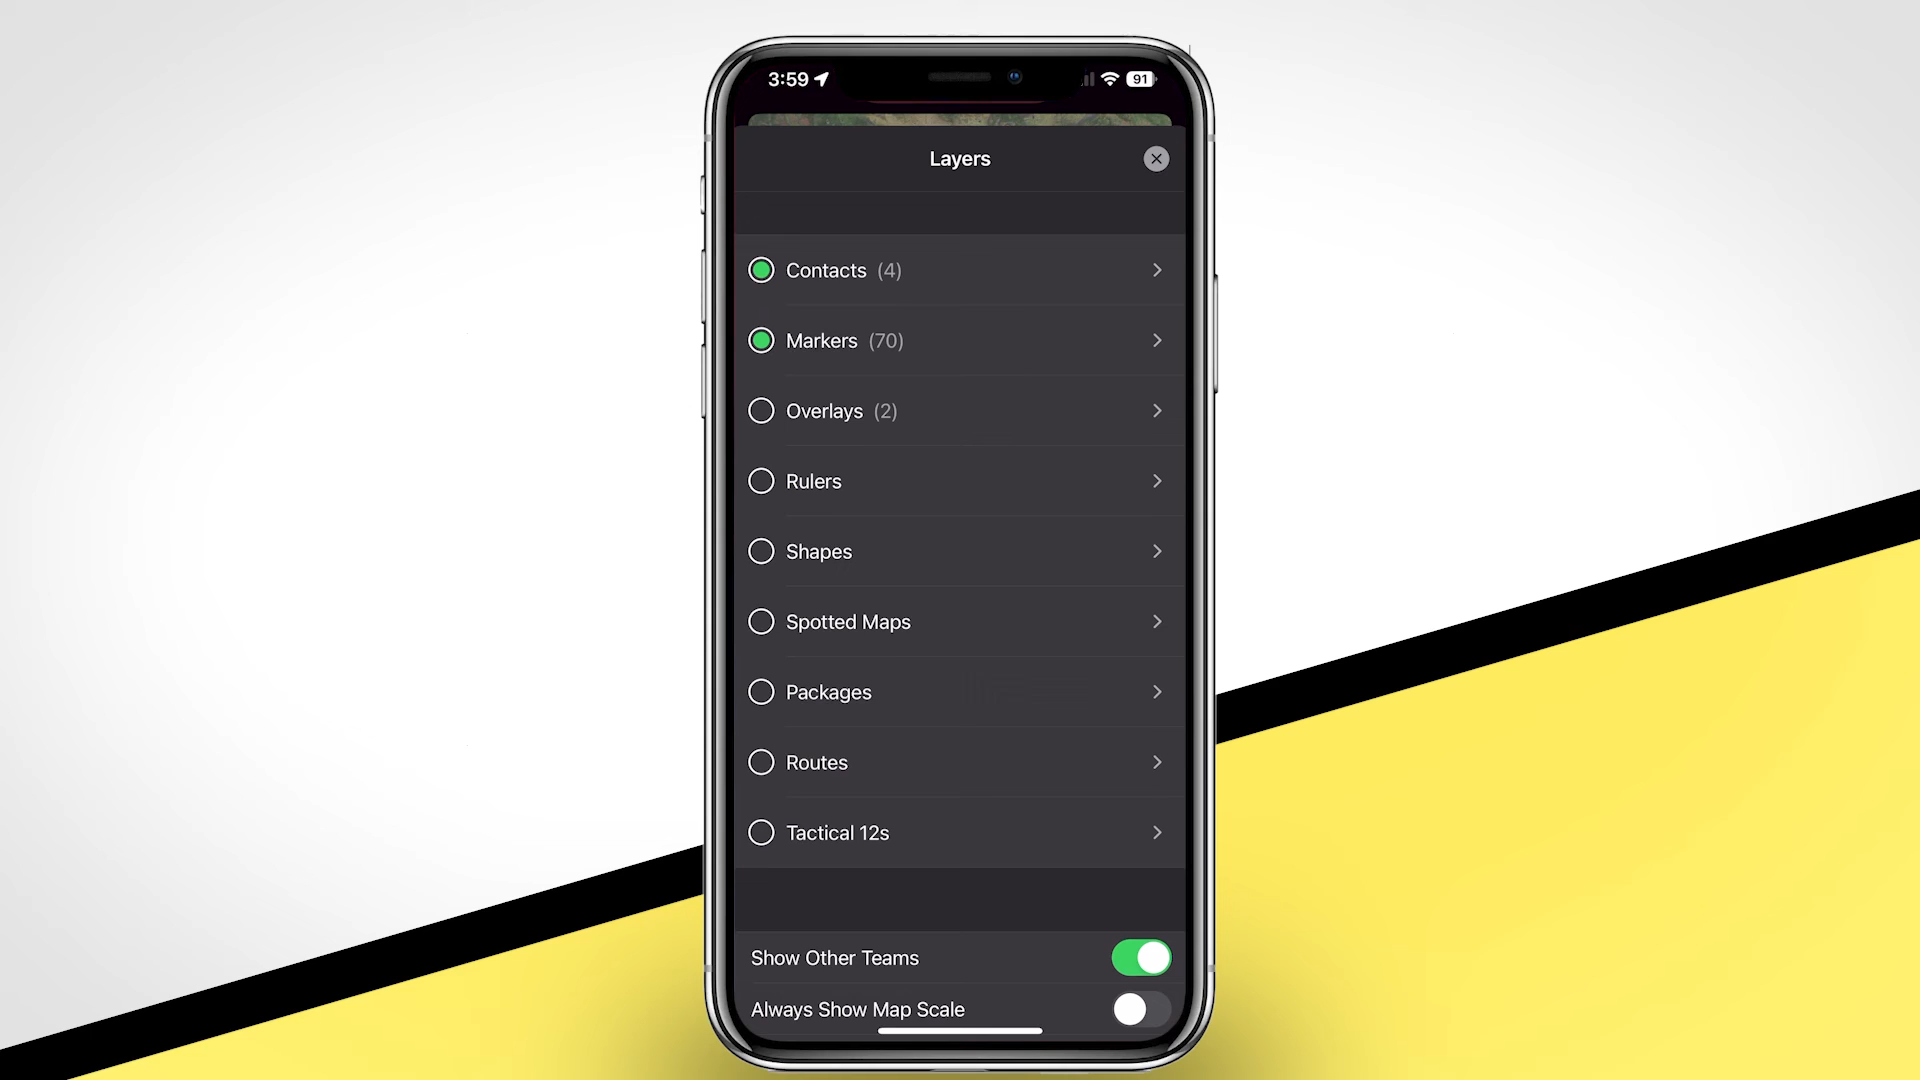 3:59
91
Layers
Contacts (4)
Markers (70)
Overlays (2)
Rulers
Shapes
Spotted Maps
Packages
Routes
Tactical 12s
Show Other Teams
Always Show Map Scale